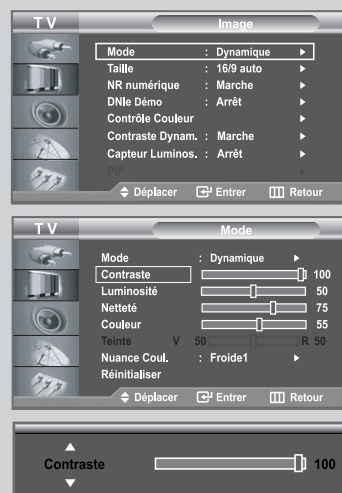 TV Image
Mode : Dynamique
Taille : 16/9 auto
NR numérique : Marche
DNIe Démo : Arrêt
Contrôle Couleur
Contraste Dynam. : Marche
Capteur Luminos. : Arrêt
PIP
Déplacer Entrer Retour
TV Mode
Mode : Dynamique
Contraste 100
Luminosité 50
Netteté 75
Couleur 55
Teinte V 50 R 50
Nuance Coul. : Froide1
Réinitialiser
Déplacer Entrer Retour
Contraste 100